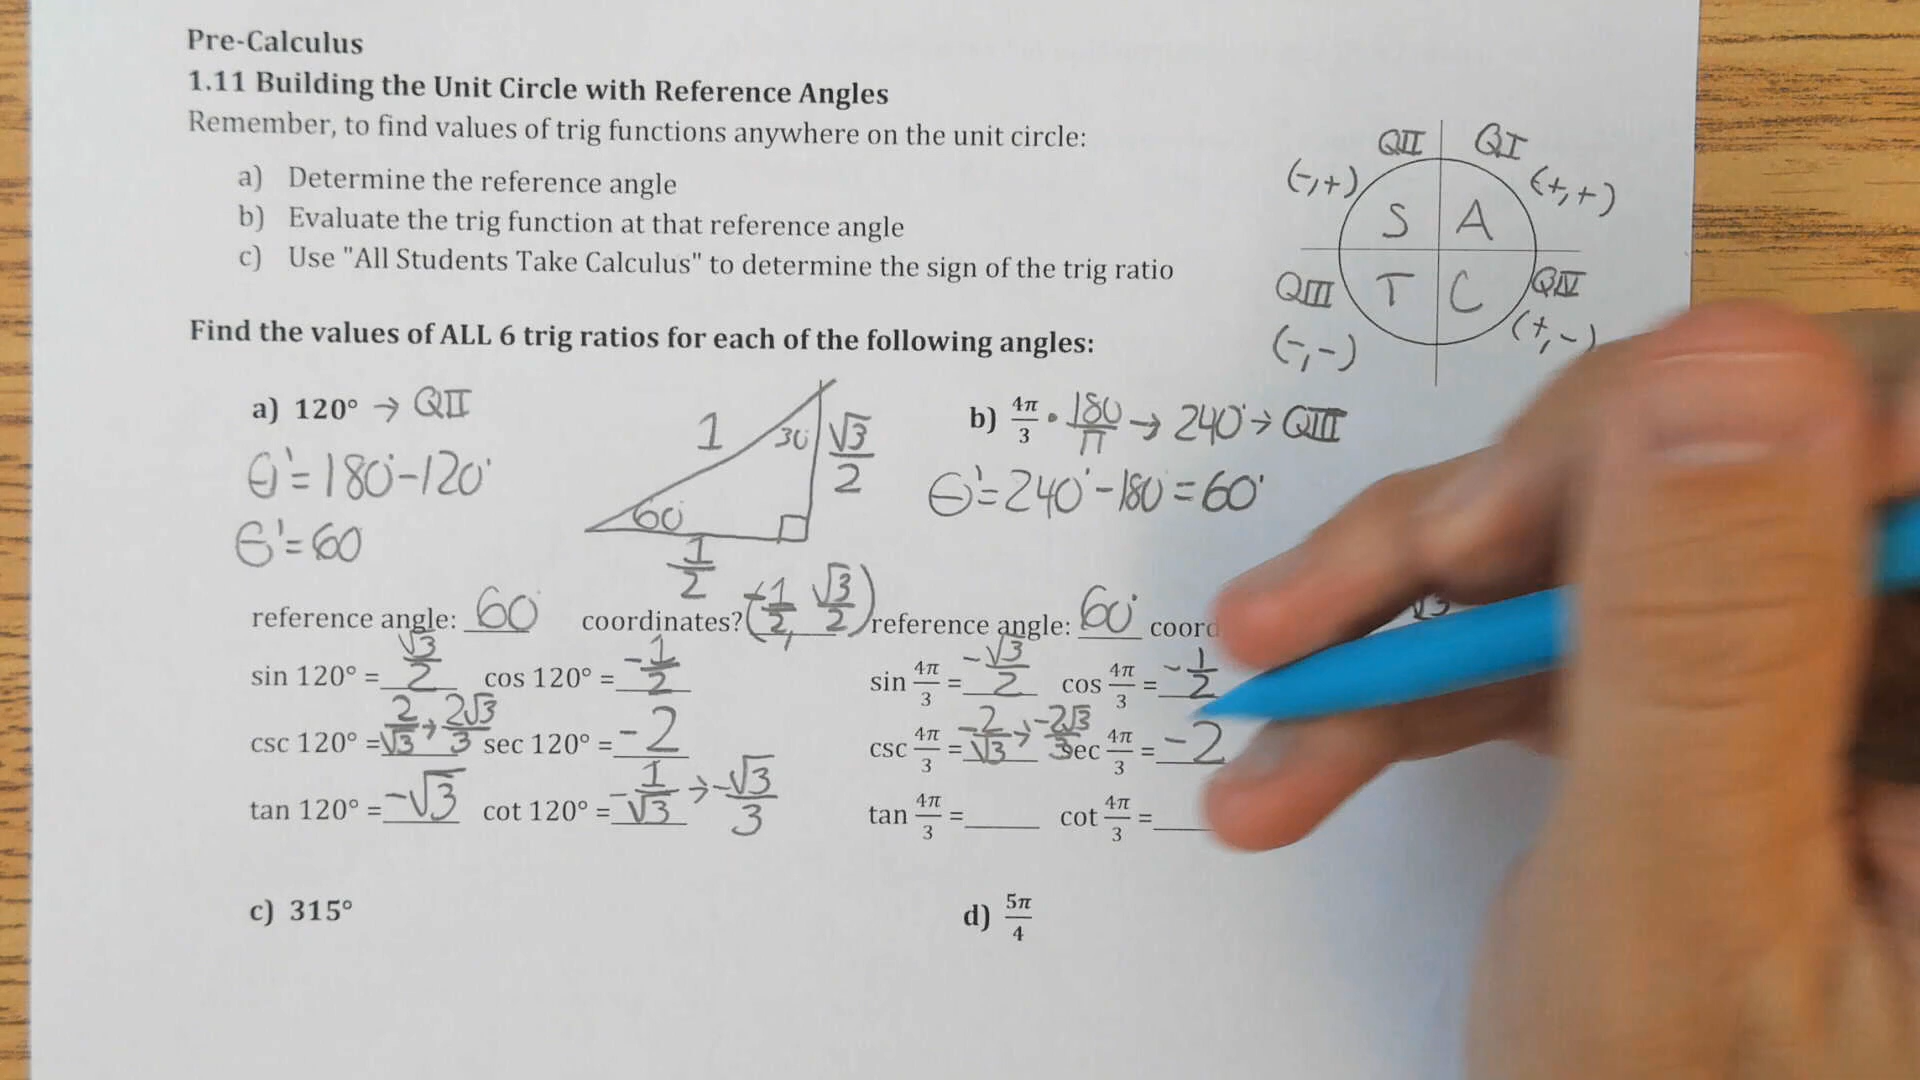 Pre-Calculus
1.11 Building the Unit Circle with Reference Angles
Remember, to find values of trig functions anywhere on the unit circle:
a) Determine the reference angle
b) Evaluate the trig function at that reference angle
c) Use "All Students Take Calculus" to determine the sign of the trig ratio
QII QI
(-,+) (+,+)
S A
T C
QIII QIV
(-,-) (+,-)
Find the values of ALL 6 trig ratios for each of the following angles:
a) 120° → QII
θ'=180°-120°
θ'=60
1 30 √3/2
60
1/2
reference angle: 60 coordinates? (-1/2, √3/2)
sin 120° = √3/2 cos 120° = -1/2
csc 120° = 2/√3 → 2√3/3 sec 120° = -2
tan 120° = -√3 cot 120° = -1/√3 → -√3/3
b) 4π/3 · 180/π → 240° → QIII
θ'=240°-180=60°
reference angle: 60° coord
√3
sin 4π/3 = -√3/2 cos 4π/3 = -1/2
csc 4π/3 = -2/√3 → -2√3/3 sec 4π/3 = -2
tan 4π/3 = cot 4π/3 =
c) 315°
d) 5π/4